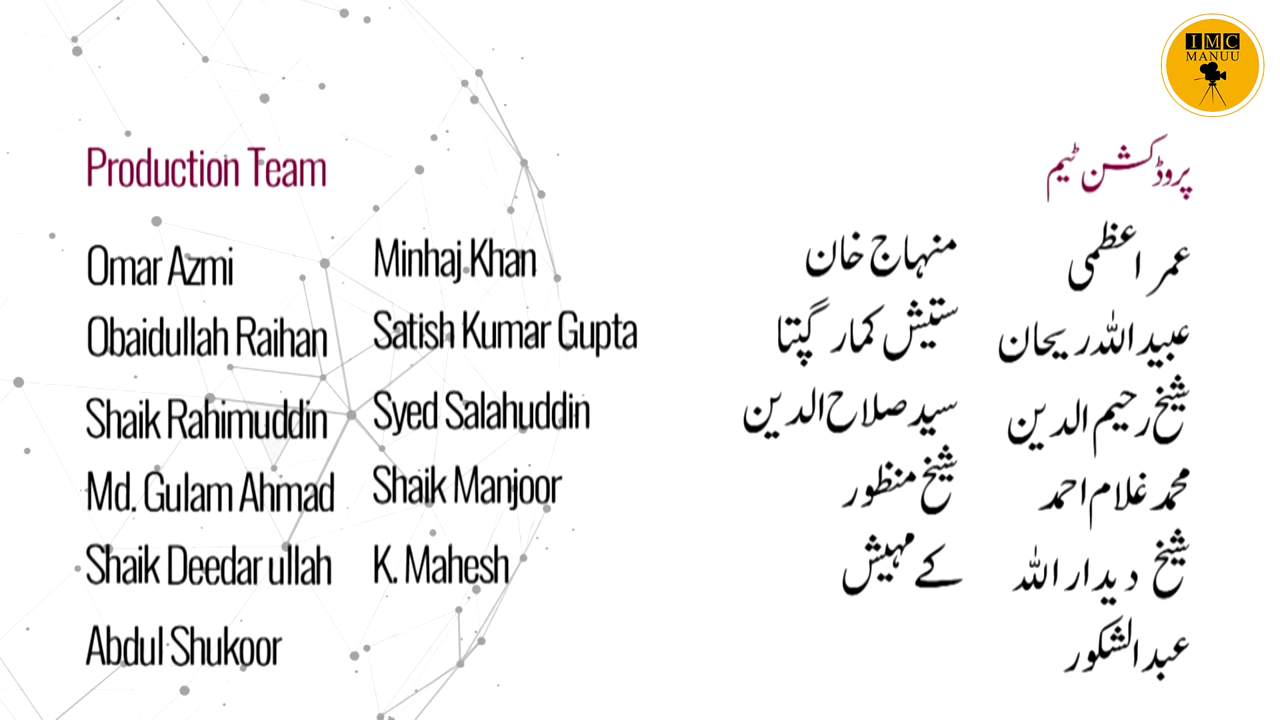 IMC
MANUU
Production Team
Omar Azmi
Obaidullah Raihan
Shaik Rahimuddin
Md. Gulam Ahmad
Shaik Deedar ullah
Abdul Shukoor
Minhaj Khan
Satish Kumar Gupta
Syed Salahuddin
Shaik Manjoor
K. Mahesh
پروڈکشن ٹیم
عمر اعظمی
عبید اللہ ریحان
شیخ رحیم الدین
محمد غلام احمد
شیخ دیدار اللہ
عبدالشکور
منہاج خان
ستیش کمار گپتا
سید صلاح الدین
شیخ منظور
کے مہیش